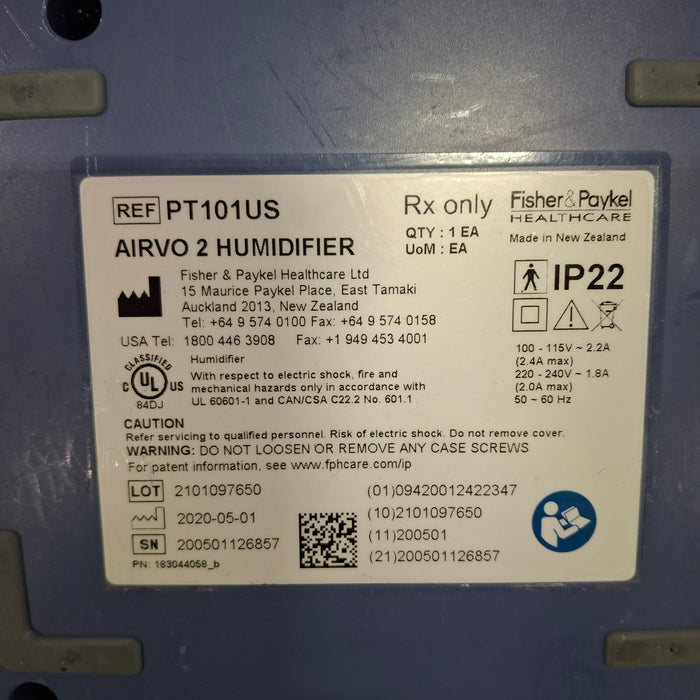 REF PT101US
Rx only
Fisher&Paykel
HEALTHCARE
QTY : 1 EA
UoM : EA
Made in New Zealand
AIRVO 2 HUMIDIFIER
Fisher & Paykel Healthcare Ltd
15 Maurice Paykel Place, East Tamaki
Auckland 2013, New Zealand
Tel: +64 9 574 0100 Fax: +64 9 574 0158
USA Tel: 1800 446 3908 Fax: +1 949 453 4001
IP22
100 - 115V ~ 2.2A
(2.4A max)
220 - 240V ~ 1.8A
(2.0A max)
50 ~ 60 Hz
CLASSIFIED
C UL US
84DJ
Humidifier
With respect to electric shock, fire and
mechanical hazards only in accordance with
UL 60601-1 and CAN/CSA C22.2 No. 601.1
CAUTION
Refer servicing to qualified personnel. Risk of electric shock. Do not remove cover.
WARNING: DO NOT LOOSEN OR REMOVE ANY CASE SCREWS
For patent information, see www.fphcare.com/ip
LOT 2101097650
2020-05-01
SN 200501126857
PN: 183044058_b
(01)09420012422347
(10)2101097650
(11)200501
(21)200501126857